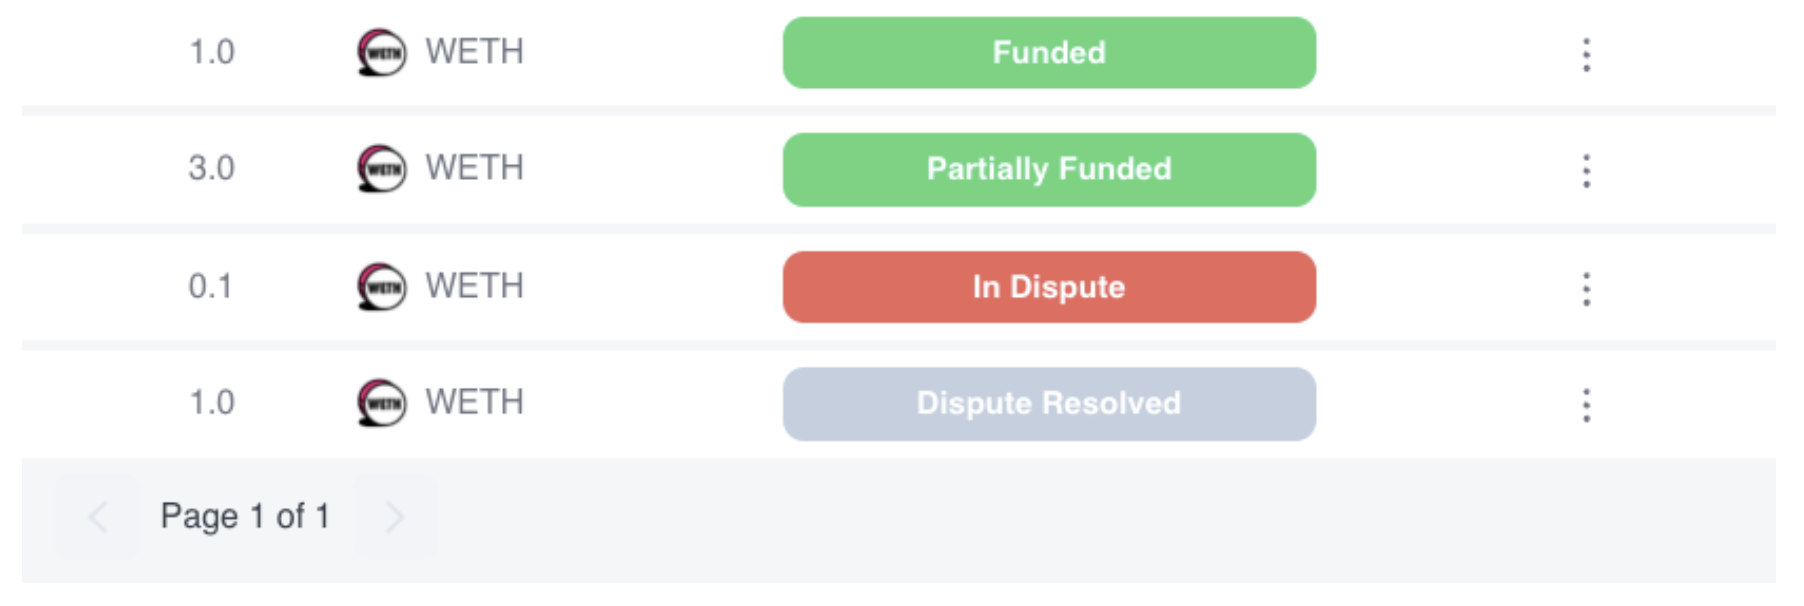 1.0 WETH WETH Funded
3.0 WETH WETH Partially Funded
0.1 WETH WETH In Dispute
1.0 WETH WETH Dispute Resolved
Page 1 of 1